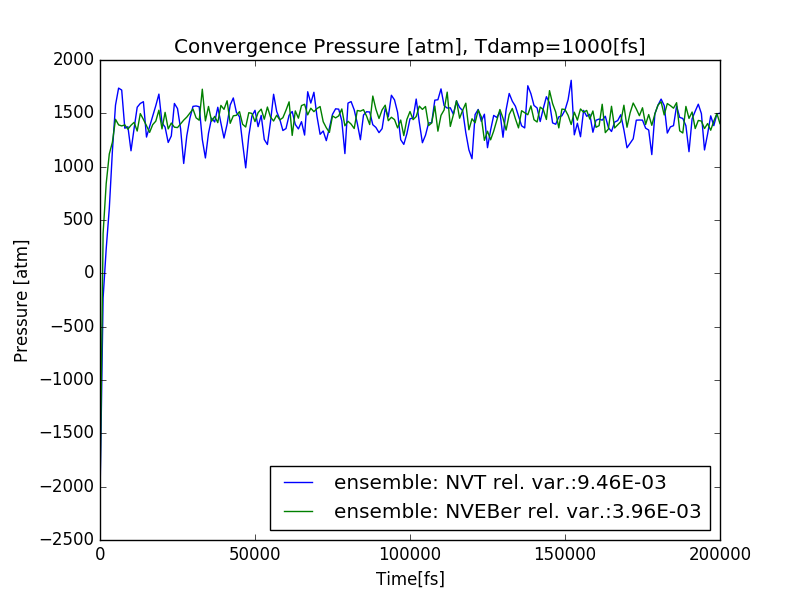 Convergence Pressure [atm], Tdamp=1000[fs]
2000
1500
1000
500
0
−500
−1000
−1500
−2000
−2500
Pressure [atm]
ensemble: NVT rel. var.:9.46E-03
ensemble: NVEBer rel. var.:3.96E-03
0 50000 100000 150000 200000
Time[fs]